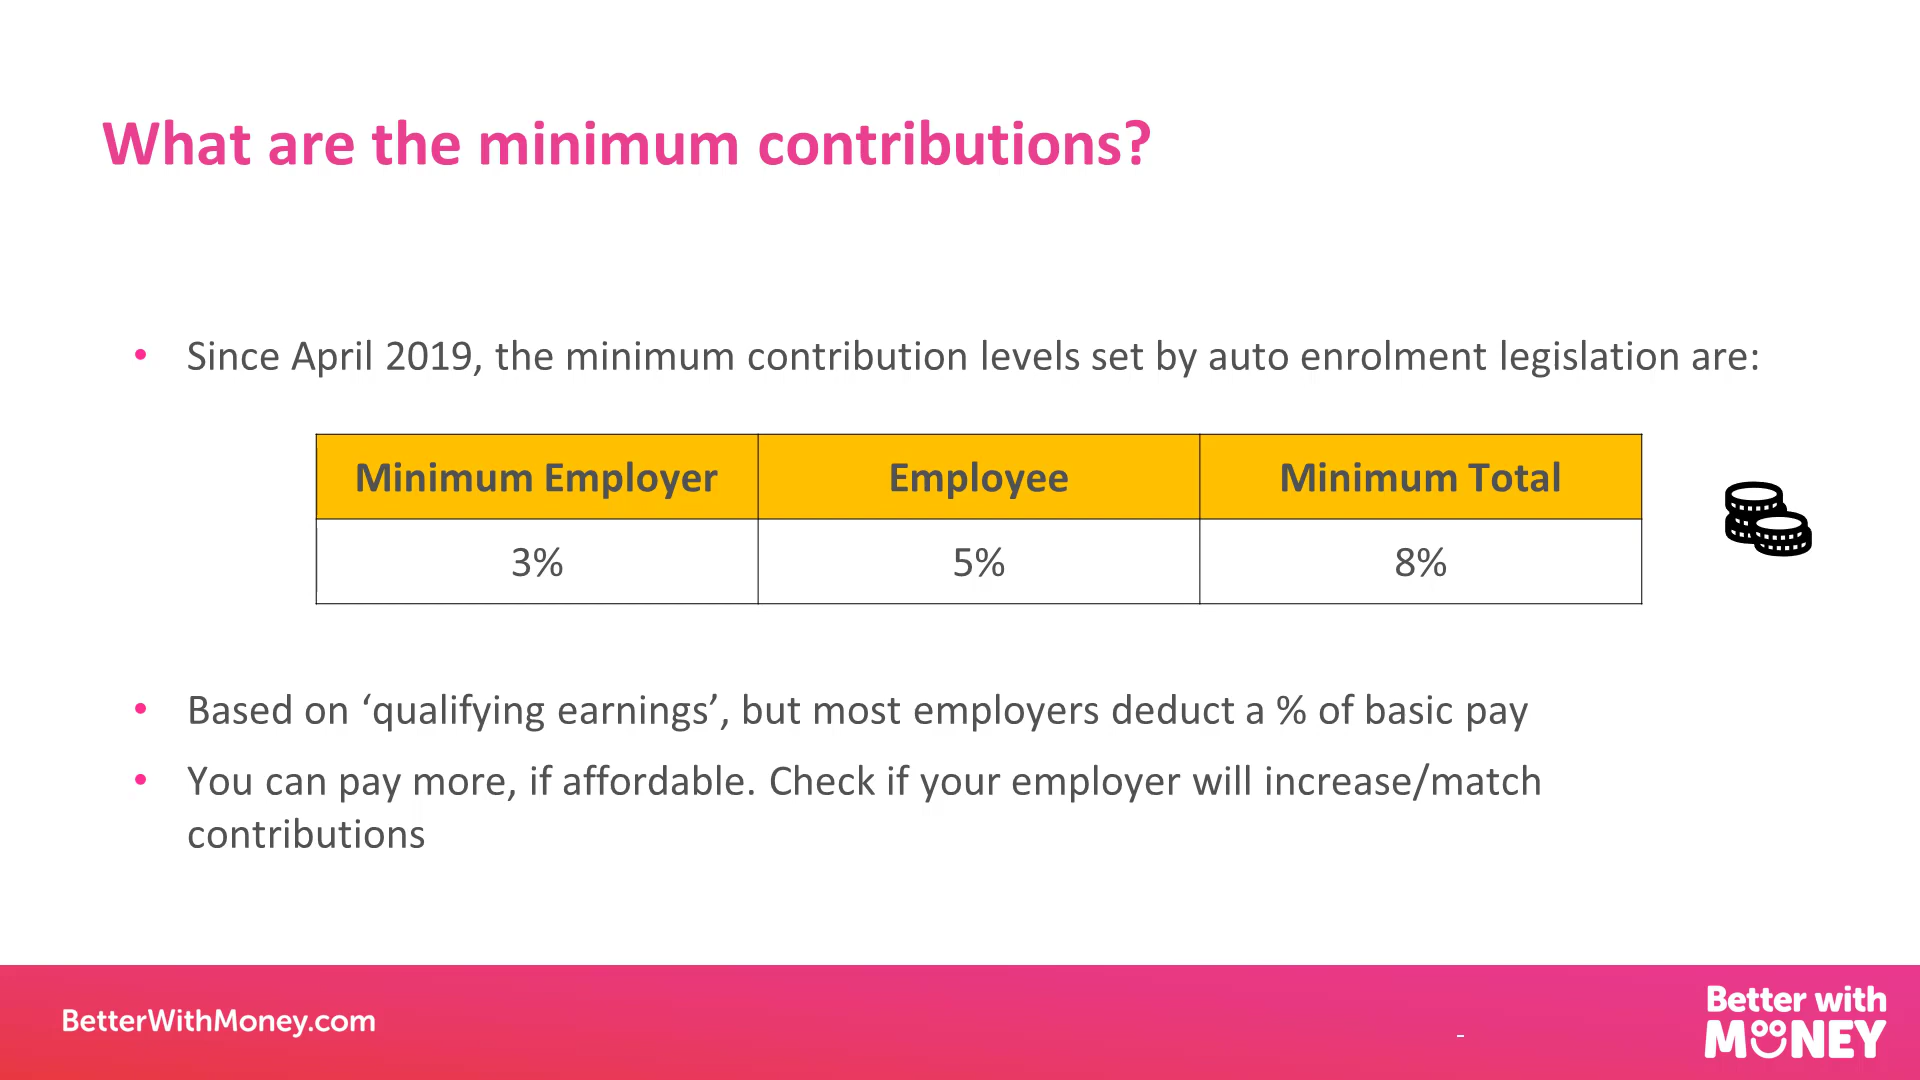 What are the minimum contributions?
• Since April 2019, the minimum contribution levels set by auto enrolment legislation are:
Minimum Employer Employee Minimum Total
3% 5% 8%
• Based on ‘qualifying earnings’, but most employers deduct a % of basic pay
• You can pay more, if affordable. Check if your employer will increase/match
contributions
BetterWithMoney.com
-
Better with
MONEY